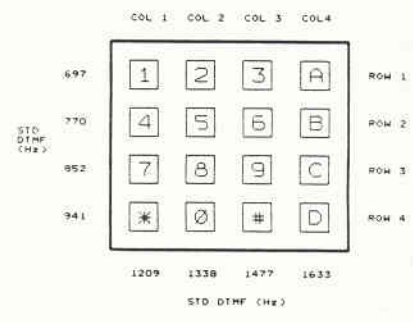 COL 1 COL 2 COL 3 COL4
697 1 2 3 A ROW 1
770 4 5 6 B ROW 2
STD
DTMF
(Hz)
852 7 8 9 C ROW 3
941 * 0 # D ROW 4
1209 1338 1477 1633
STD DTMF (Hz)